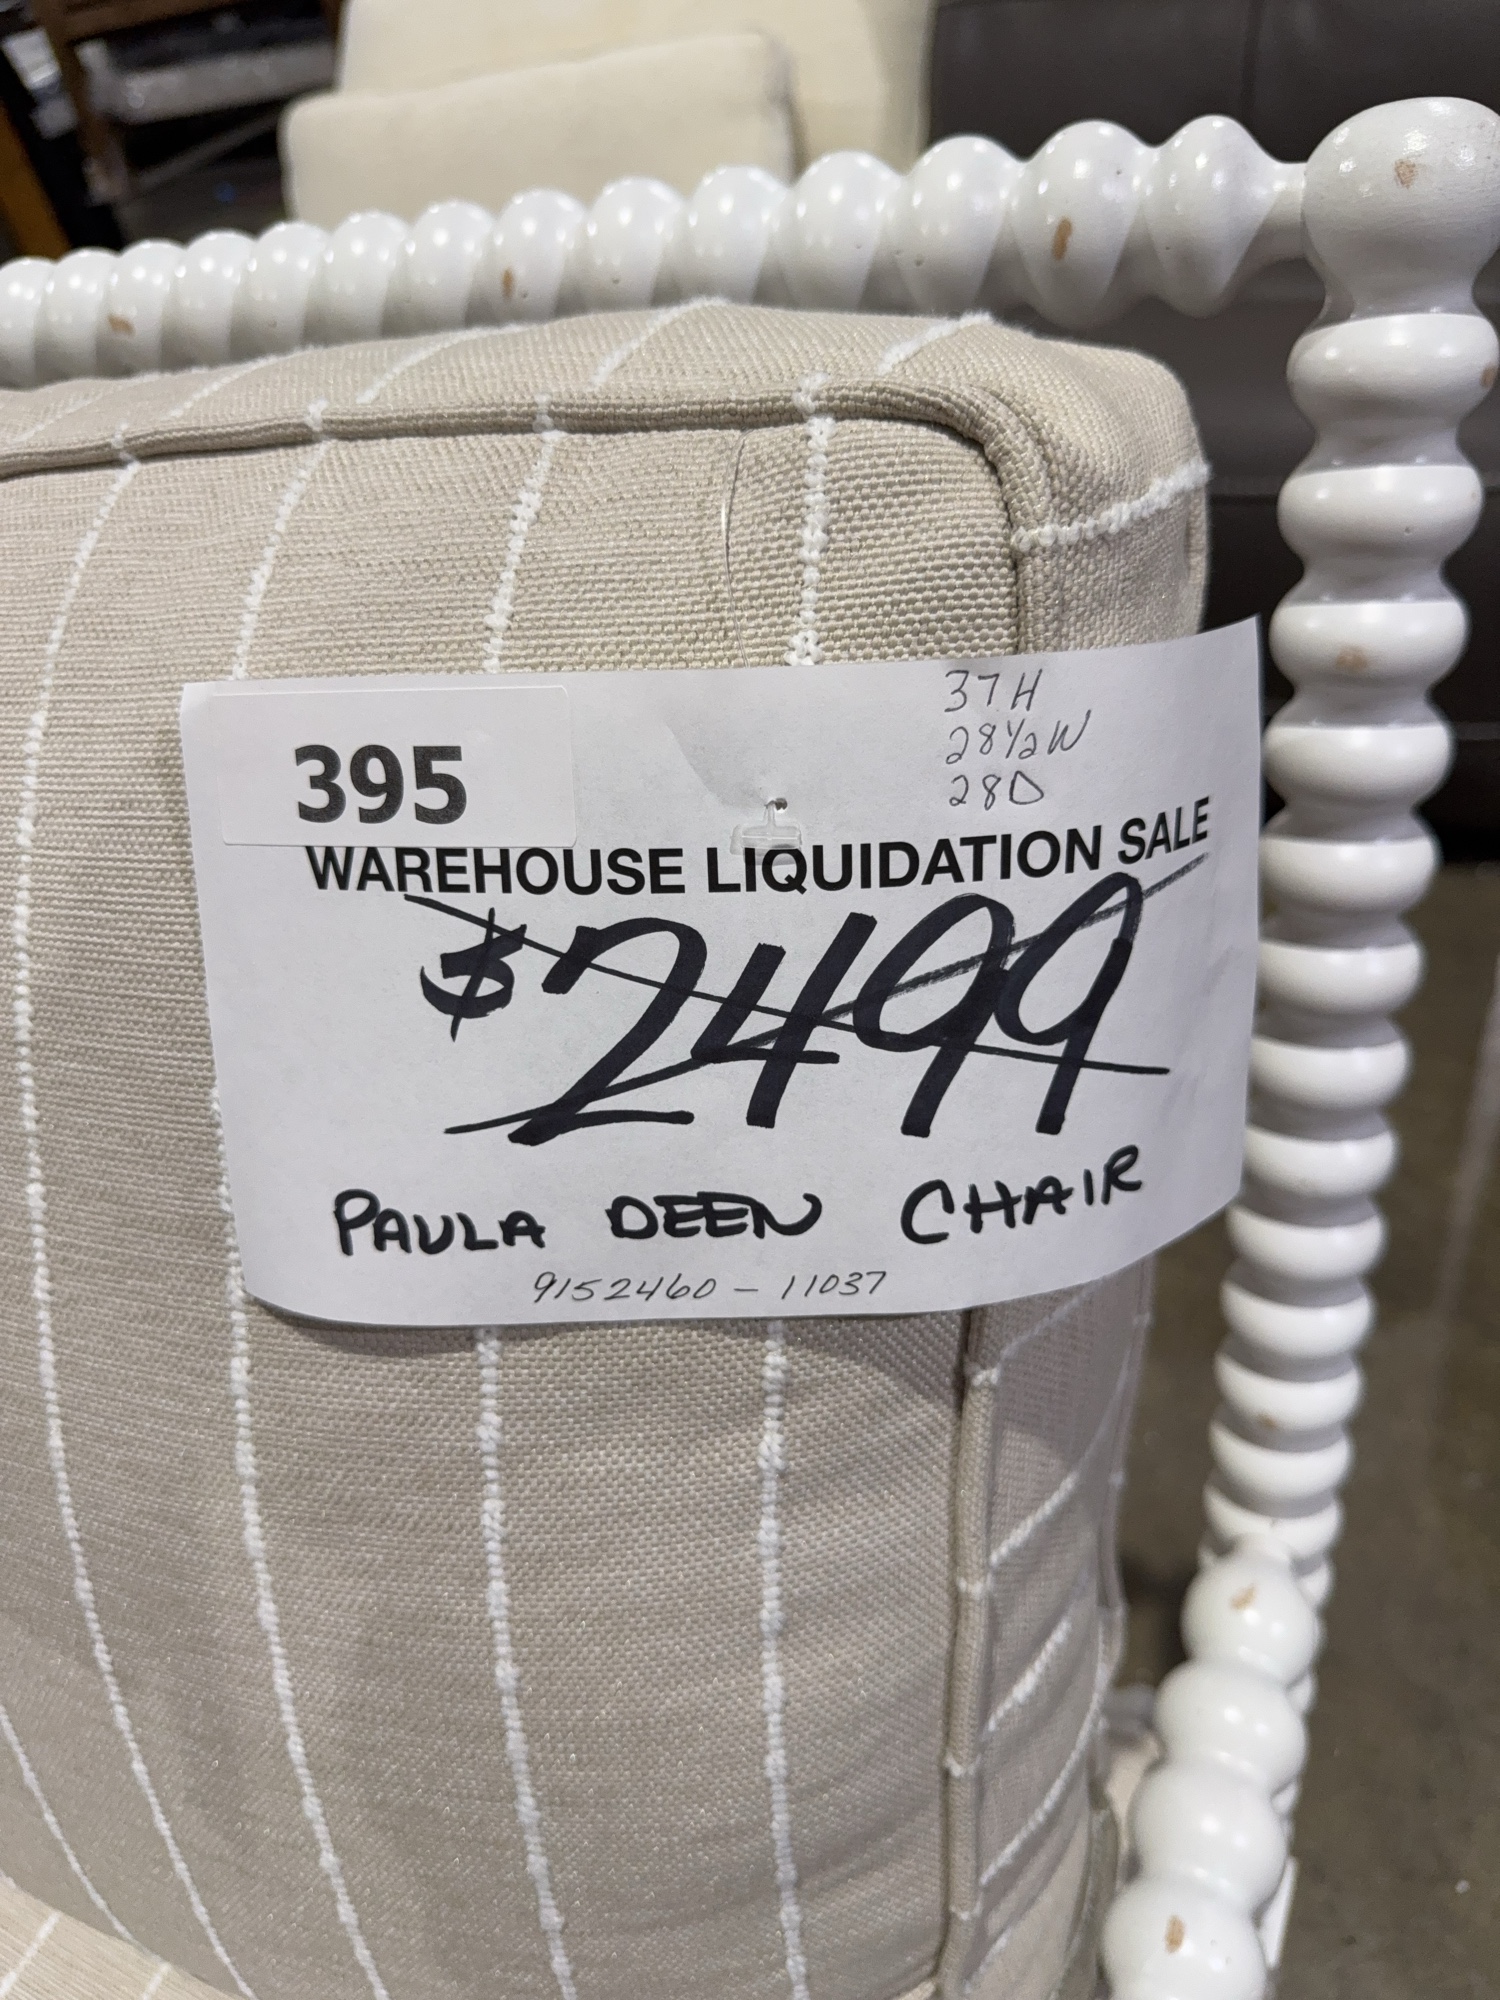 395
37H
28½W
28D
WAREHOUSE LIQUIDATION SALE
$2499
PAULA DEEN CHAIR
9152460-11037